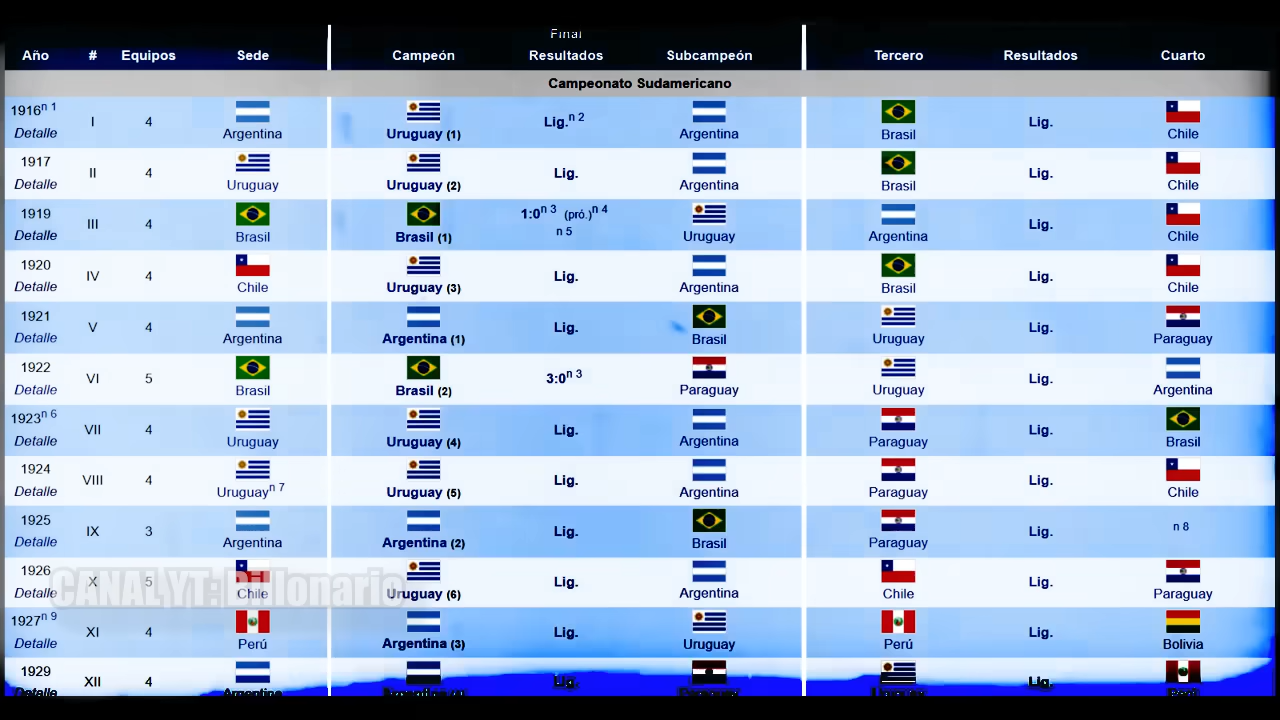 Final
Año # Equipos Sede Campeón Resultados Subcampeón Tercero Resultados Cuarto
Campeonato Sudamericano
1916n 1 Detalle I 4 Argentina Uruguay (1) Lig.n 2 Argentina Brasil Lig. Chile
1917 Detalle II 4 Uruguay Uruguay (2) Lig. Argentina Brasil Lig. Chile
1919 Detalle III 4 Brasil Brasil (1) 1:0n 3 (pró.)n 4 n 5 Uruguay Argentina Lig. Chile
1920 Detalle IV 4 Chile Uruguay (3) Lig. Argentina Brasil Lig. Chile
1921 Detalle V 4 Argentina Argentina (1) Lig. Brasil Uruguay Lig. Paraguay
1922 Detalle VI 5 Brasil Brasil (2) 3:0n 3 Paraguay Uruguay Lig. Argentina
1923n 6 Detalle VII 4 Uruguay Uruguay (4) Lig. Argentina Paraguay Lig. Brasil
1924 Detalle VIII 4 Uruguayn 7 Uruguay (5) Lig. Argentina Paraguay Lig. Chile
1925 Detalle IX 3 Argentina Argentina (2) Lig. Brasil Paraguay Lig. n 8
1926 Detalle X 5 Chile Uruguay (6) Lig. Argentina Chile Lig. Paraguay
CANAL YT: Billonario
1927n 9 Detalle XI 4 Perú Argentina (3) Lig. Uruguay Perú Lig. Bolivia
1929 Detalle XII 4 Argentina Lig. Lig.